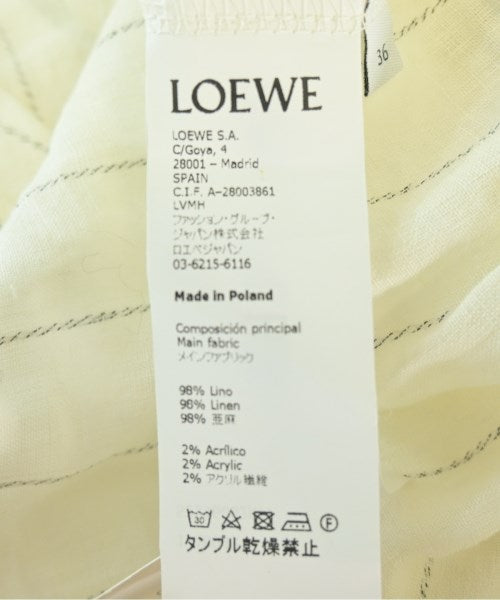 36
LOEWE
LOEWE S.A.
C/Goya, 4
28001 – Madrid
SPAIN
C.I.F. A-28003861
LVMH
ファッション・グループ・
ジャパン株式会社
ロエベジャパン
03-6215-6116
Made in Poland
Composición principal
Main fabric
メインファブリック
98% Lino
98% Linen
98% 亜麻
2% Acrílico
2% Acrylic
2% アクリル繊維
30
F
タンブル乾燥禁止